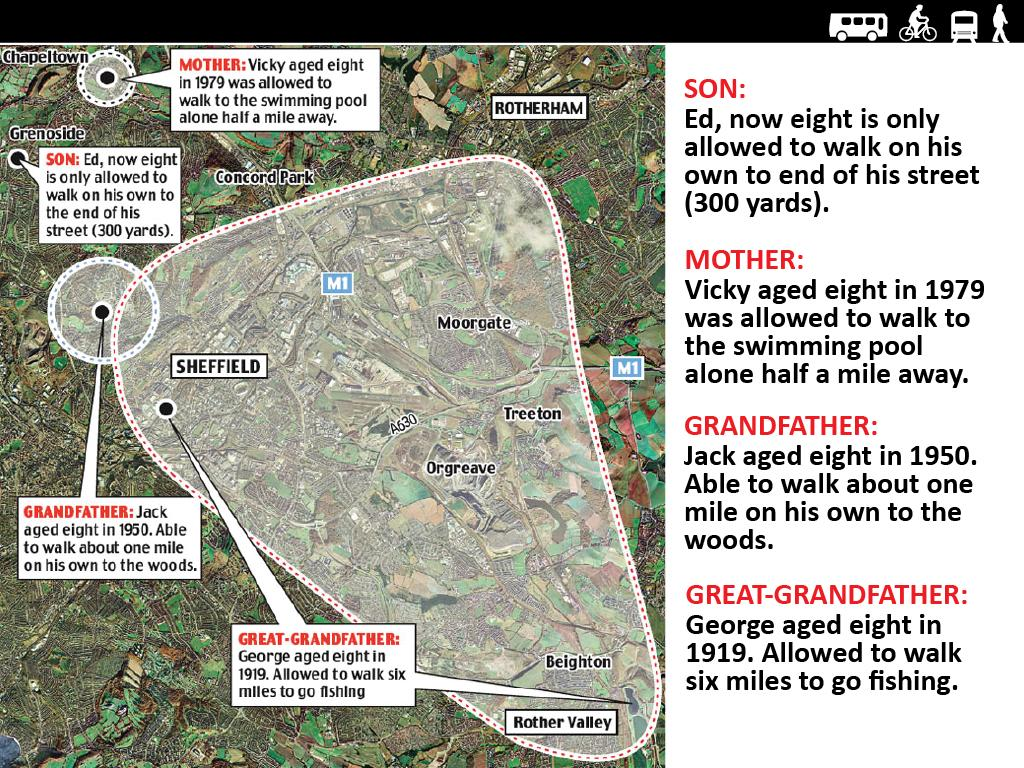 Chapeltown
MOTHER: Vicky aged eight
in 1979 was allowed to
walk to the swimming pool
alone half a mile away.
ROTHERHAM
Grenoside
SON: Ed, now eight
is only allowed to
walk on his own to
the end of his
street (300 yards).
Concord Park
M1
Moorgate
SHEFFIELD
M1
Treeton
A630
Orgreave
GRANDFATHER: Jack
aged eight in 1950. Able
to walk about one mile
on his own to the woods.
GREAT-GRANDFATHER:
George aged eight in
1919. Allowed to walk six
miles to go fishing
Beighton
Rother Valley
SON:
Ed, now eight is only
allowed to walk on his
own to end of his street
(300 yards).
MOTHER:
Vicky aged eight in 1979
was allowed to walk to
the swimming pool
alone half a mile away.
GRANDFATHER:
Jack aged eight in 1950.
Able to walk about one
mile on his own to the
woods.
GREAT-GRANDFATHER:
George aged eight in
1919. Allowed to walk
six miles to go fishing.